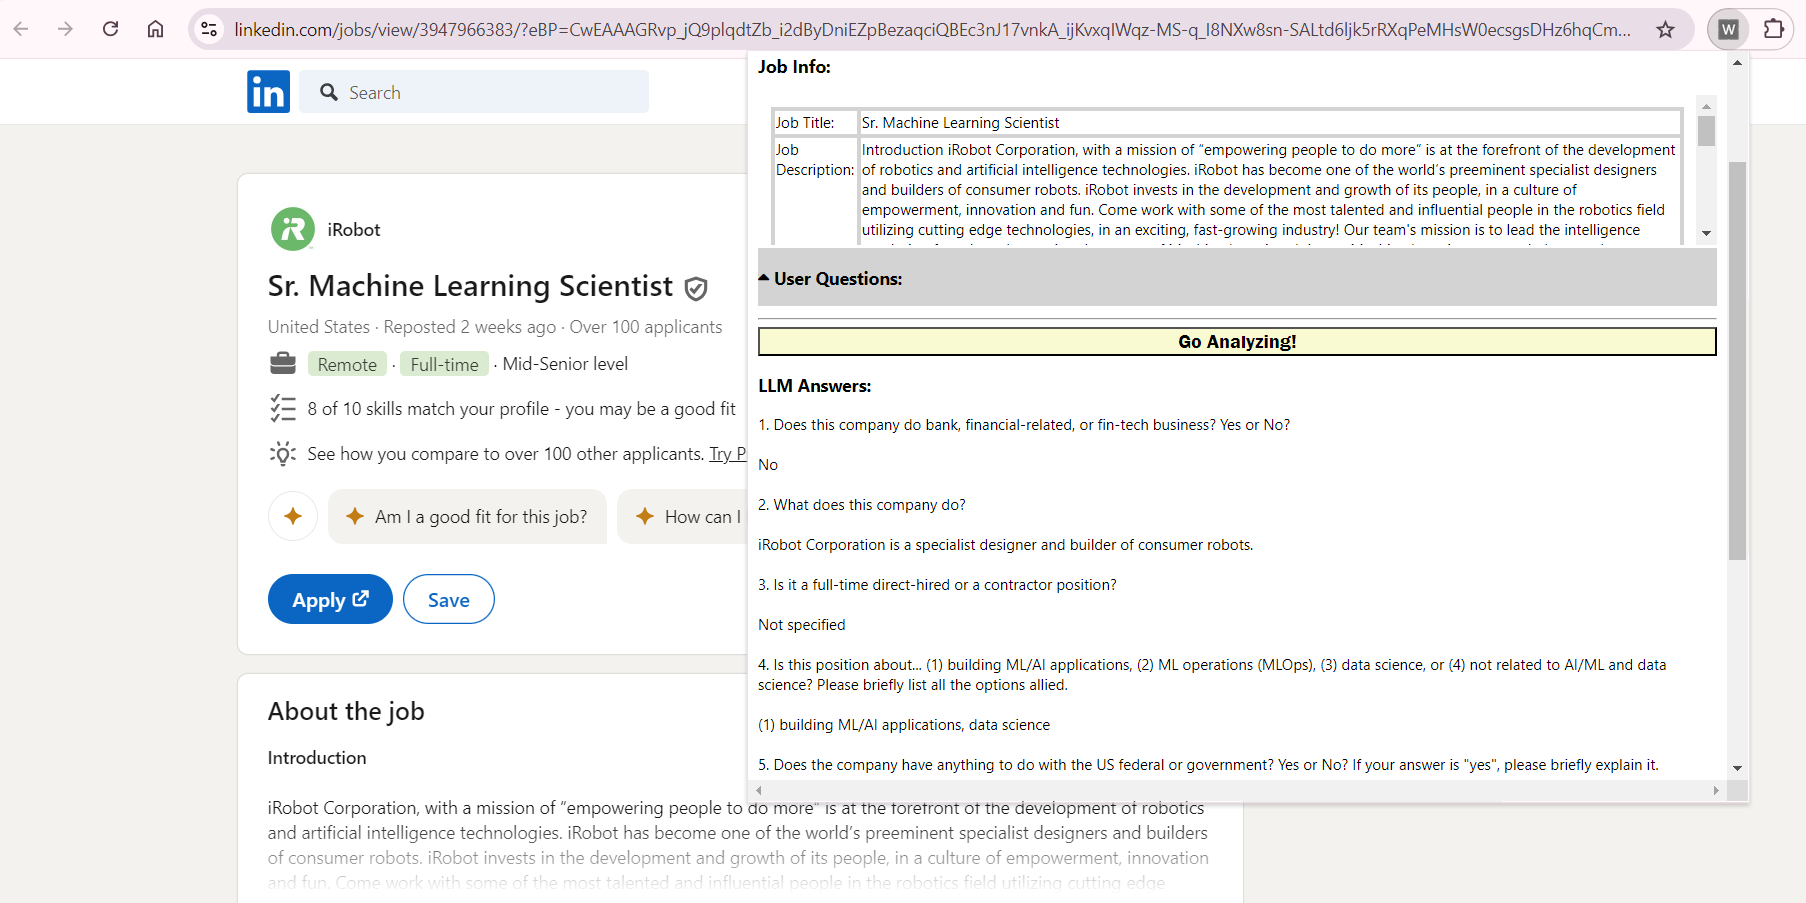 linkedin.com/jobs/view/3947966383/?eBP=CwEAAAGRvp_jQ9plqdtZb_i2dByDniEZpBezaqciQBEc3nJ17vnkA_ijKvxqIWqz-MS-q_I8NXw8sn-SALtd6ljk5rRXqPeMHsW0ecsgsDHz6hqCm...
W
in
Search
iRobot
Sr. Machine Learning Scientist
United States · Reposted 2 weeks ago · Over 100 applicants
Remote · Full-time · Mid-Senior level
8 of 10 skills match your profile - you may be a good fit
See how you compare to over 100 other applicants. Try P
Am I a good fit for this job?
How can I
Apply
Save
About the job
Introduction
iRobot Corporation, with a mission of “empowering people to do more” is at the forefront of the development of robotics
and artificial intelligence technologies. iRobot has become one of the world’s preeminent specialist designers and builders
of consumer robots. iRobot invests in the development and growth of its people, in a culture of empowerment, innovation
and fun. Come work with some of the most talented and influential people in the robotics field utilizing cutting edge
Job Info:
Job Title: Sr. Machine Learning Scientist
Job Description: Introduction iRobot Corporation, with a mission of “empowering people to do more” is at the forefront of the development
of robotics and artificial intelligence technologies. iRobot has become one of the world’s preeminent specialist designers
and builders of consumer robots. iRobot invests in the development and growth of its people, in a culture of
empowerment, innovation and fun. Come work with some of the most talented and influential people in the robotics field
utilizing cutting edge technologies, in an exciting, fast-growing industry! Our team's mission is to lead the intelligence
User Questions:
Go Analyzing!
LLM Answers:
1. Does this company do bank, financial-related, or fin-tech business? Yes or No?
No
2. What does this company do?
iRobot Corporation is a specialist designer and builder of consumer robots.
3. Is it a full-time direct-hired or a contractor position?
Not specified
4. Is this position about... (1) building ML/AI applications, (2) ML operations (MLOps), (3) data science, or (4) not related to AI/ML and data
science? Please briefly list all the options allied.
(1) building ML/AI applications, data science
5. Does the company have anything to do with the US federal or government? Yes or No? If your answer is "yes", please briefly explain it.